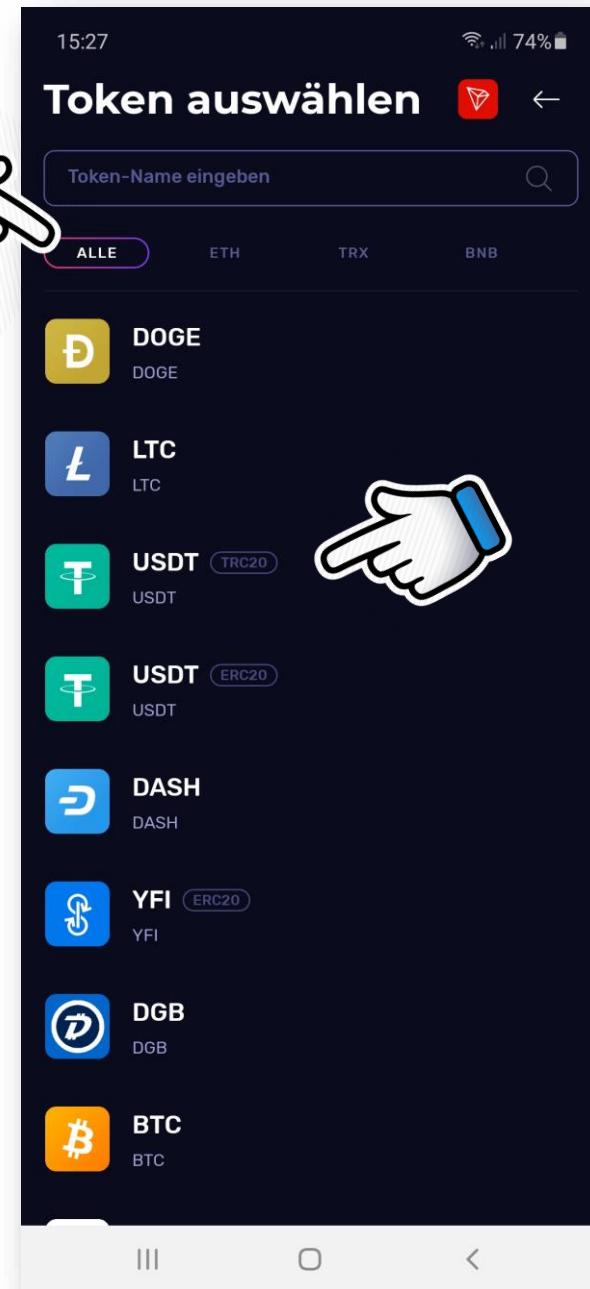 15:27 74%
Token auswählen
Token-Name eingeben
ALLE ETH TRX BNB
DOGE
DOGE
LTC
LTC
USDT TRC20
USDT
USDT ERC20
USDT
DASH
DASH
YFI ERC20
YFI
DGB
DGB
BTC
BTC